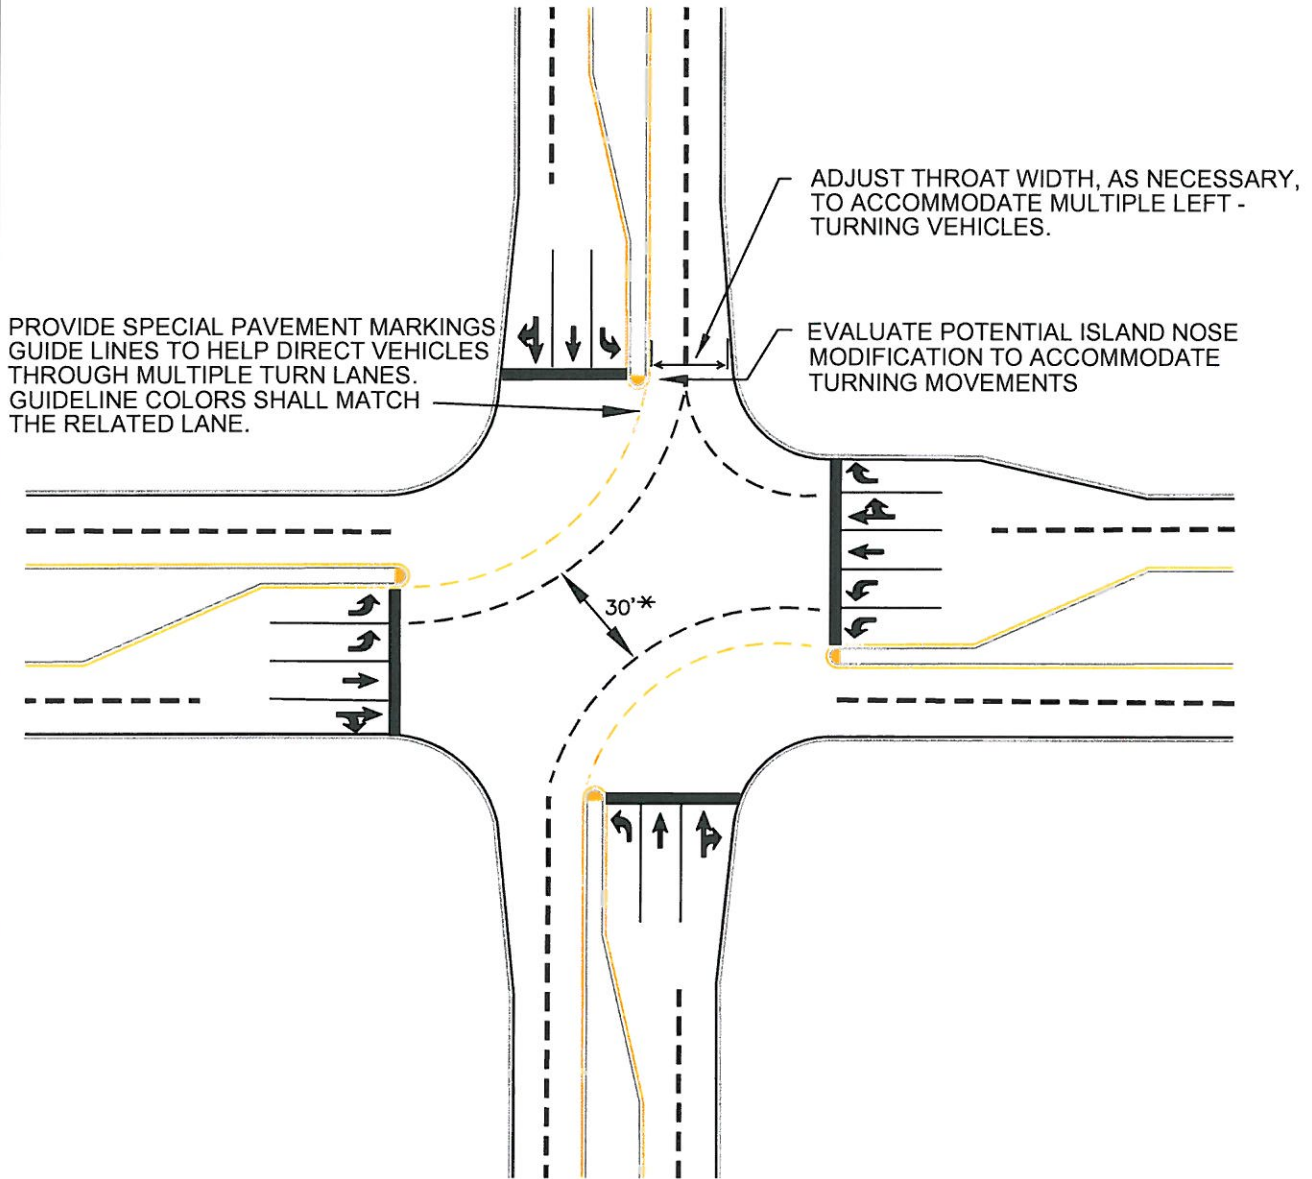 ADJUST THROAT WIDTH, AS NECESSARY,
TO ACCOMMODATE MULTIPLE LEFT -
TURNING VEHICLES.
PROVIDE SPECIAL PAVEMENT MARKINGS
GUIDE LINES TO HELP DIRECT VEHICLES
THROUGH MULTIPLE TURN LANES.
GUIDELINE COLORS SHALL MATCH
THE RELATED LANE.
EVALUATE POTENTIAL ISLAND NOSE
MODIFICATION TO ACCOMMODATE
TURNING MOVEMENTS
30'*